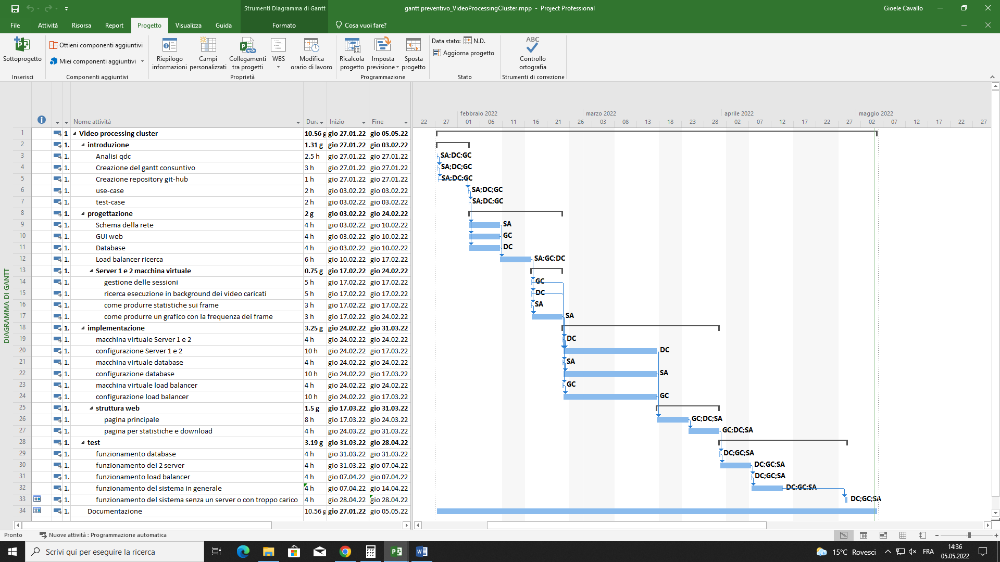 Strumenti Diagramma di Gantt
gantt preventivo_VideoProcessingCluster.mpp - Project Professional
Gioele Cavallo
File Attività Risorsa Report Progetto Visualizza Guida Formato Cosa vuoi fare?
Sottoprogetto
Inserisci
Ottieni componenti aggiuntivi
Miei componenti aggiuntivi
Componenti aggiuntivi
Riepilogo informazioni
Campi personalizzati
Collegamenti tra progetti
WBS
Modifica orario di lavoro
Proprietà
Ricalcola progetto
Imposta previsione
Sposta progetto
Programmazione
Data stato: N.D.
Aggiorna progetto
Stato
ABC
Controllo ortografia
Strumenti di correzione
DIAGRAMMA DI GANTT
Nome attività Dura Inizio Fine
febbraio 2022 marzo 2022 aprile 2022 maggio 2022
22 27 01 06 11 16 21 26 03 08 13 18 23 28 02 07 12 17 22 27 02 07 12 17 22 27
1 1 Video processing cluster 10.56 g gio 27.01.22 gio 05.05.22
2 1. introduzione 1.31 g gio 27.01.22 gio 03.02.22
3 1. Analisi qdc 2.5 h gio 27.01.22 gio 27.01.22 SA;DC;GC
4 1. Creazione del gantt consuntivo 3 h gio 27.01.22 gio 27.01.22 SA;DC;GC
5 1. Creazione repository git-hub 1 h gio 27.01.22 gio 27.01.22 SA;DC;GC
6 1. use-case 2 h gio 03.02.22 gio 03.02.22 SA;DC;GC
7 1. test-case 2 h gio 03.02.22 gio 03.02.22 SA;DC;GC
8 1. progettazione 2 g gio 03.02.22 gio 24.02.22
9 1. Schema della rete 4 h gio 03.02.22 gio 10.02.22 SA
10 1. GUI web 4 h gio 03.02.22 gio 10.02.22 GC
11 1. Database 4 h gio 03.02.22 gio 10.02.22 DC
12 1. Load balancer ricerca 6 h gio 10.02.22 gio 17.02.22 SA;GC;DC
13 1. Server 1 e 2 macchina virtuale 0.75 g gio 17.02.22 gio 24.02.22
14 1. gestione delle sessioni 5 h gio 17.02.22 gio 17.02.22 GC
15 1. ricerca esecuzione in background dei video caricati 5 h gio 17.02.22 gio 17.02.22 DC
16 1. come produrre statistiche sui frame 3 h gio 17.02.22 gio 17.02.22 SA
17 1. come produrre un grafico con la frequenza dei frame 3 h gio 17.02.22 gio 24.02.22 SA
18 1. implementazione 3.25 g gio 24.02.22 gio 31.03.22
19 1. macchina virtuale Server 1 e 2 4 h gio 24.02.22 gio 24.02.22 DC
20 1. configurazione Server 1 e 2 10 h gio 24.02.22 gio 17.03.22 DC
21 1. macchina virtuale database 4 h gio 24.02.22 gio 24.02.22 SA
22 1. configurazione database 10 h gio 24.02.22 gio 17.03.22 SA
23 1. macchina virtuale load balancer 4 h gio 24.02.22 gio 24.02.22 GC
24 1. configurazione load balancer 10 h gio 24.02.22 gio 17.03.22 GC
25 1. struttura web 1.5 g gio 17.03.22 gio 31.03.22
26 1. pagina principale 8 h gio 17.03.22 gio 24.03.22 GC;DC;SA
27 1. pagina per statistiche e download 4 h gio 24.03.22 gio 31.03.22 GC;DC;SA
28 1. test 3.19 g gio 31.03.22 gio 28.04.22
29 1. funzionamento database 4 h gio 31.03.22 gio 31.03.22 DC;GC;SA
30 1. funzionamento dei 2 server 4 h gio 31.03.22 gio 07.04.22 DC;GC;SA
31 1. funzionamento load balancer 4 h gio 07.04.22 gio 07.04.22 DC;GC;SA
32 1. funzionamento del sistema in generale 4 h gio 07.04.22 gio 14.04.22 DC;GC;SA
33 1. funzionamento del sistema senza un server o con troppo carico 4 h gio 28.04.22 gio 28.04.22 DC;GC;SA
34 1. Documentazione 10.56 g gio 27.01.22 gio 05.05.22
Pronto Nuove attività : Programmazione automatica
Scrivi qui per eseguire la ricerca
15°C Rovesci
FRA
14:36
05.05.2022